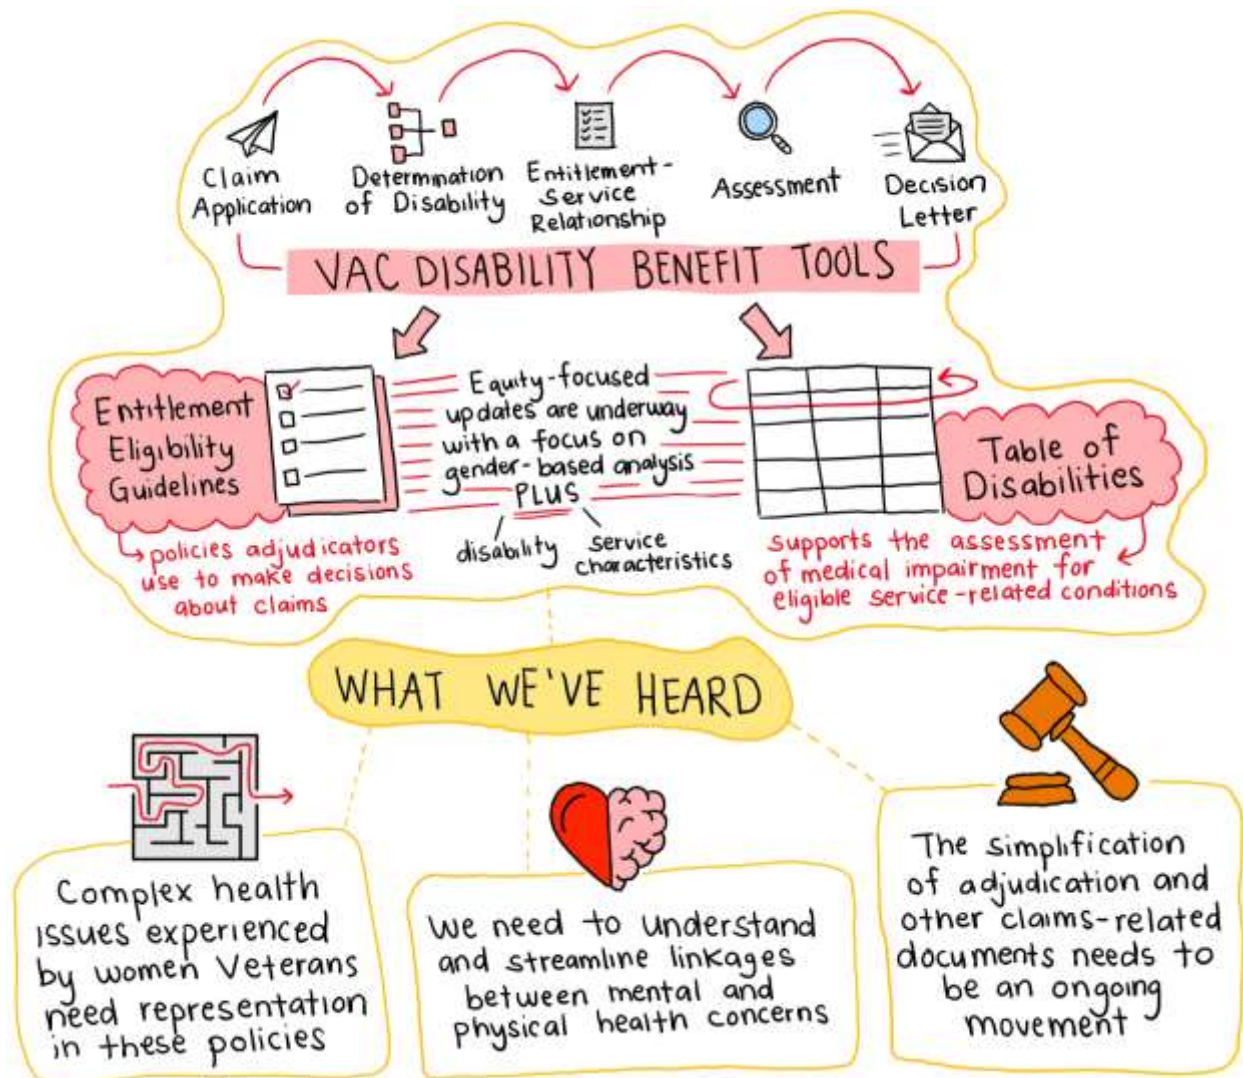 Claim
Application
Determination
of Disability
Entitlement-
Service
Relationship
Assessment
Decision
Letter
VAC DISABILITY BENEFIT TOOLS
Entitlement
Eligibility
Guidelines
policies adjudicators
use to make decisions
about claims
Equity-focused
updates are underway
with a focus on
gender-based analysis
PLUS
disability
service
characteristics
Table of
Disabilities
supports the assessment
of medical impairment for
eligible service-related conditions
WHAT WE'VE HEARD
Complex health
issues experienced
by women Veterans
need representation
in these policies
We need to understand
and streamline linkages
between mental and
physical health concerns
The simplification
of adjudication and
other claims-related
documents needs to
be an ongoing
movement